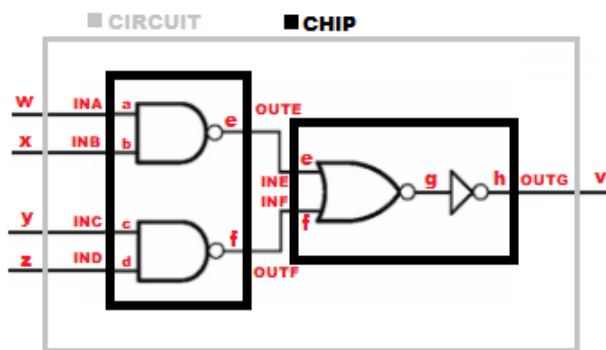 CIRCUIT CHIP
w INA a e OUTE
x INB b
e g h OUTG v
INE
INF
y INC c f
f
z IND d OUTF